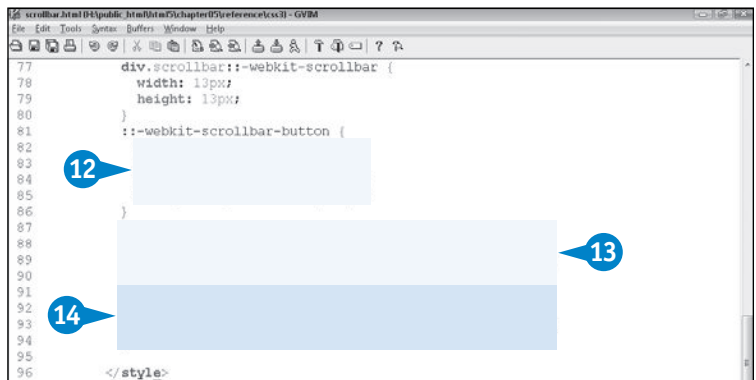 scrollbar.html (H:\public_html\html5\chapter05\reference\css3) - GVIM
File Edit Tools Syntax Buffers Window Help
77 div.scrollbar::-webkit-scrollbar {
78 width: 13px;
79 height: 13px;
80 }
81 ::-webkit-scrollbar-button {
82
83
12
84
85
86 }
87
88
89
13
90
91
92
14
93
94
95
96 </style>